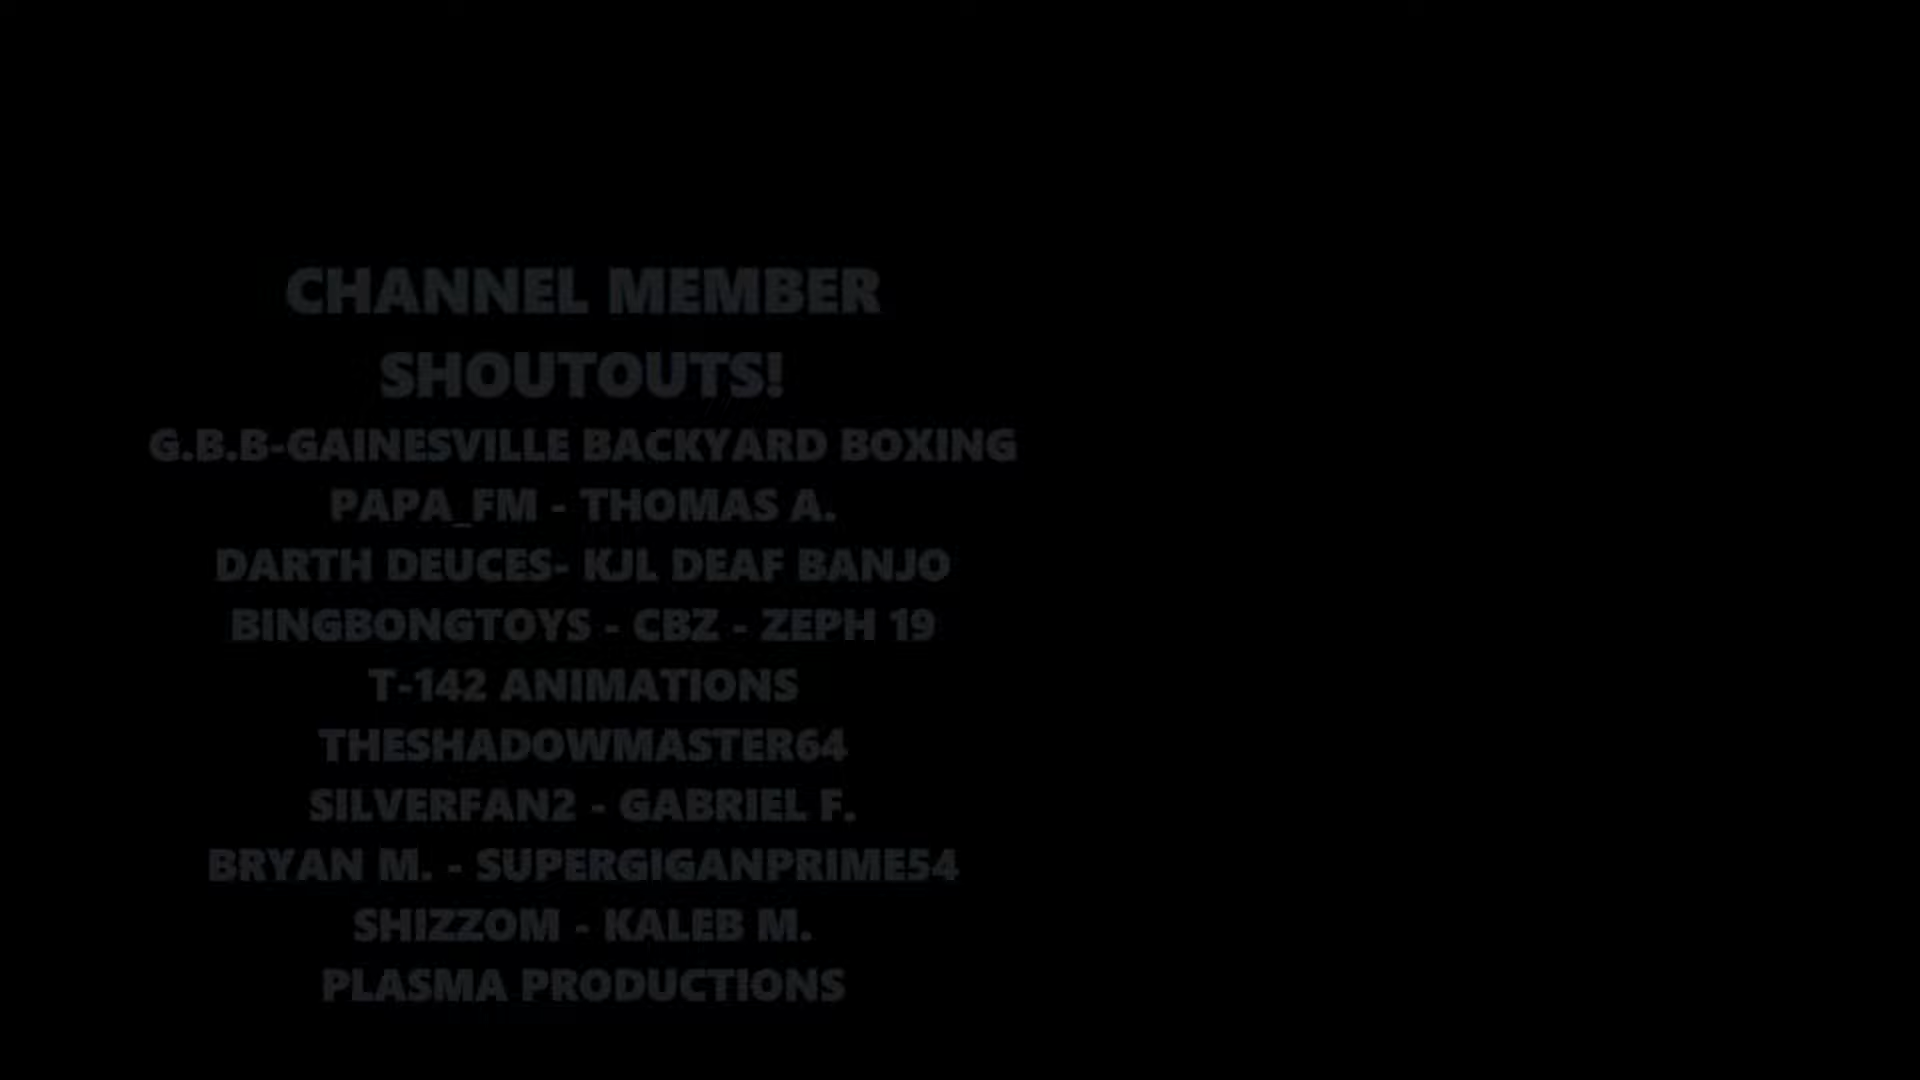 CHANNEL MEMBER
SHOUTOUTS!
G.B.B-GAINESVILLE BACKYARD BOXING
PAPA_FM - THOMAS A.
DARTH DEUCES- KJL DEAF BANJO
BINGBONGTOYS - CBZ - ZEPH 19
T-142 ANIMATIONS
THESHADOWMASTER64
SILVERFAN2 - GABRIEL F.
BRYAN M. - SUPERGIGANPRIME54
SHIZZOM - KALEB M.
PLASMA PRODUCTIONS